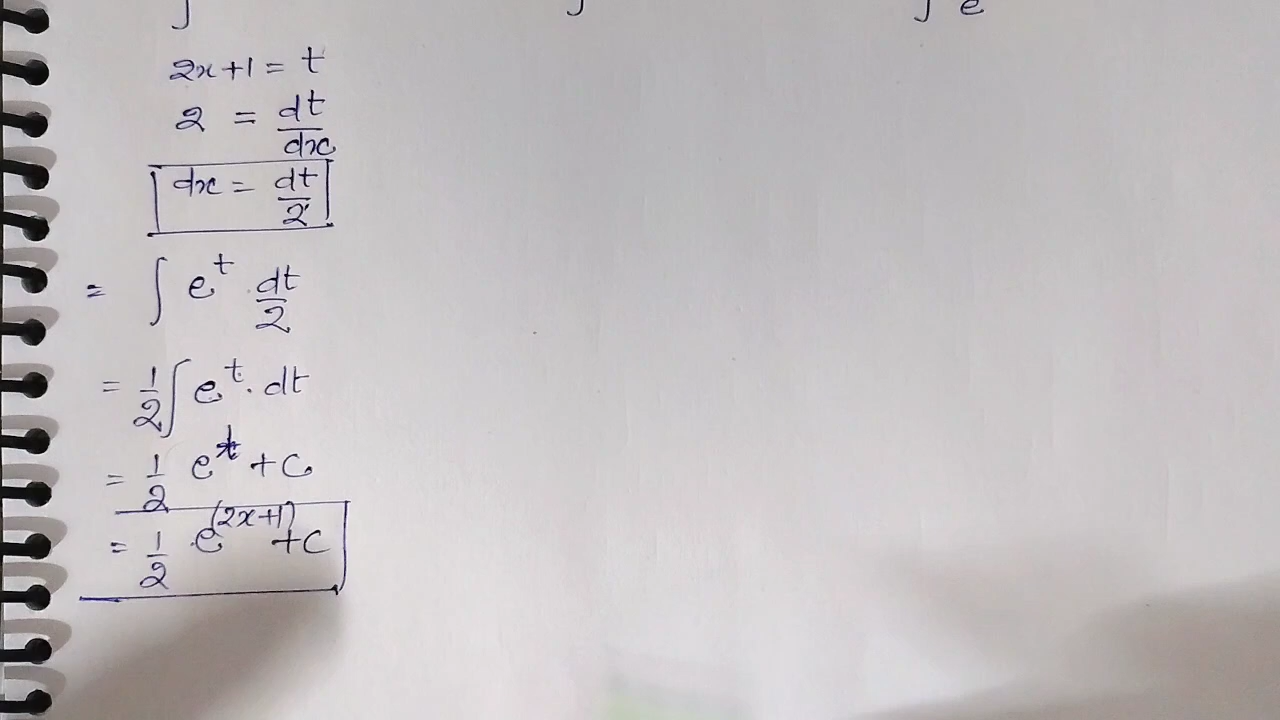 ∫ ∫ ∫ e
2x+1 = t
2 = dt/dx
dx = dt/2
= ∫ e^t . dt/2
= 1/2 ∫ e^t . dt
= 1/2 e^t + c
= 1/2 e^(2x+1) + c